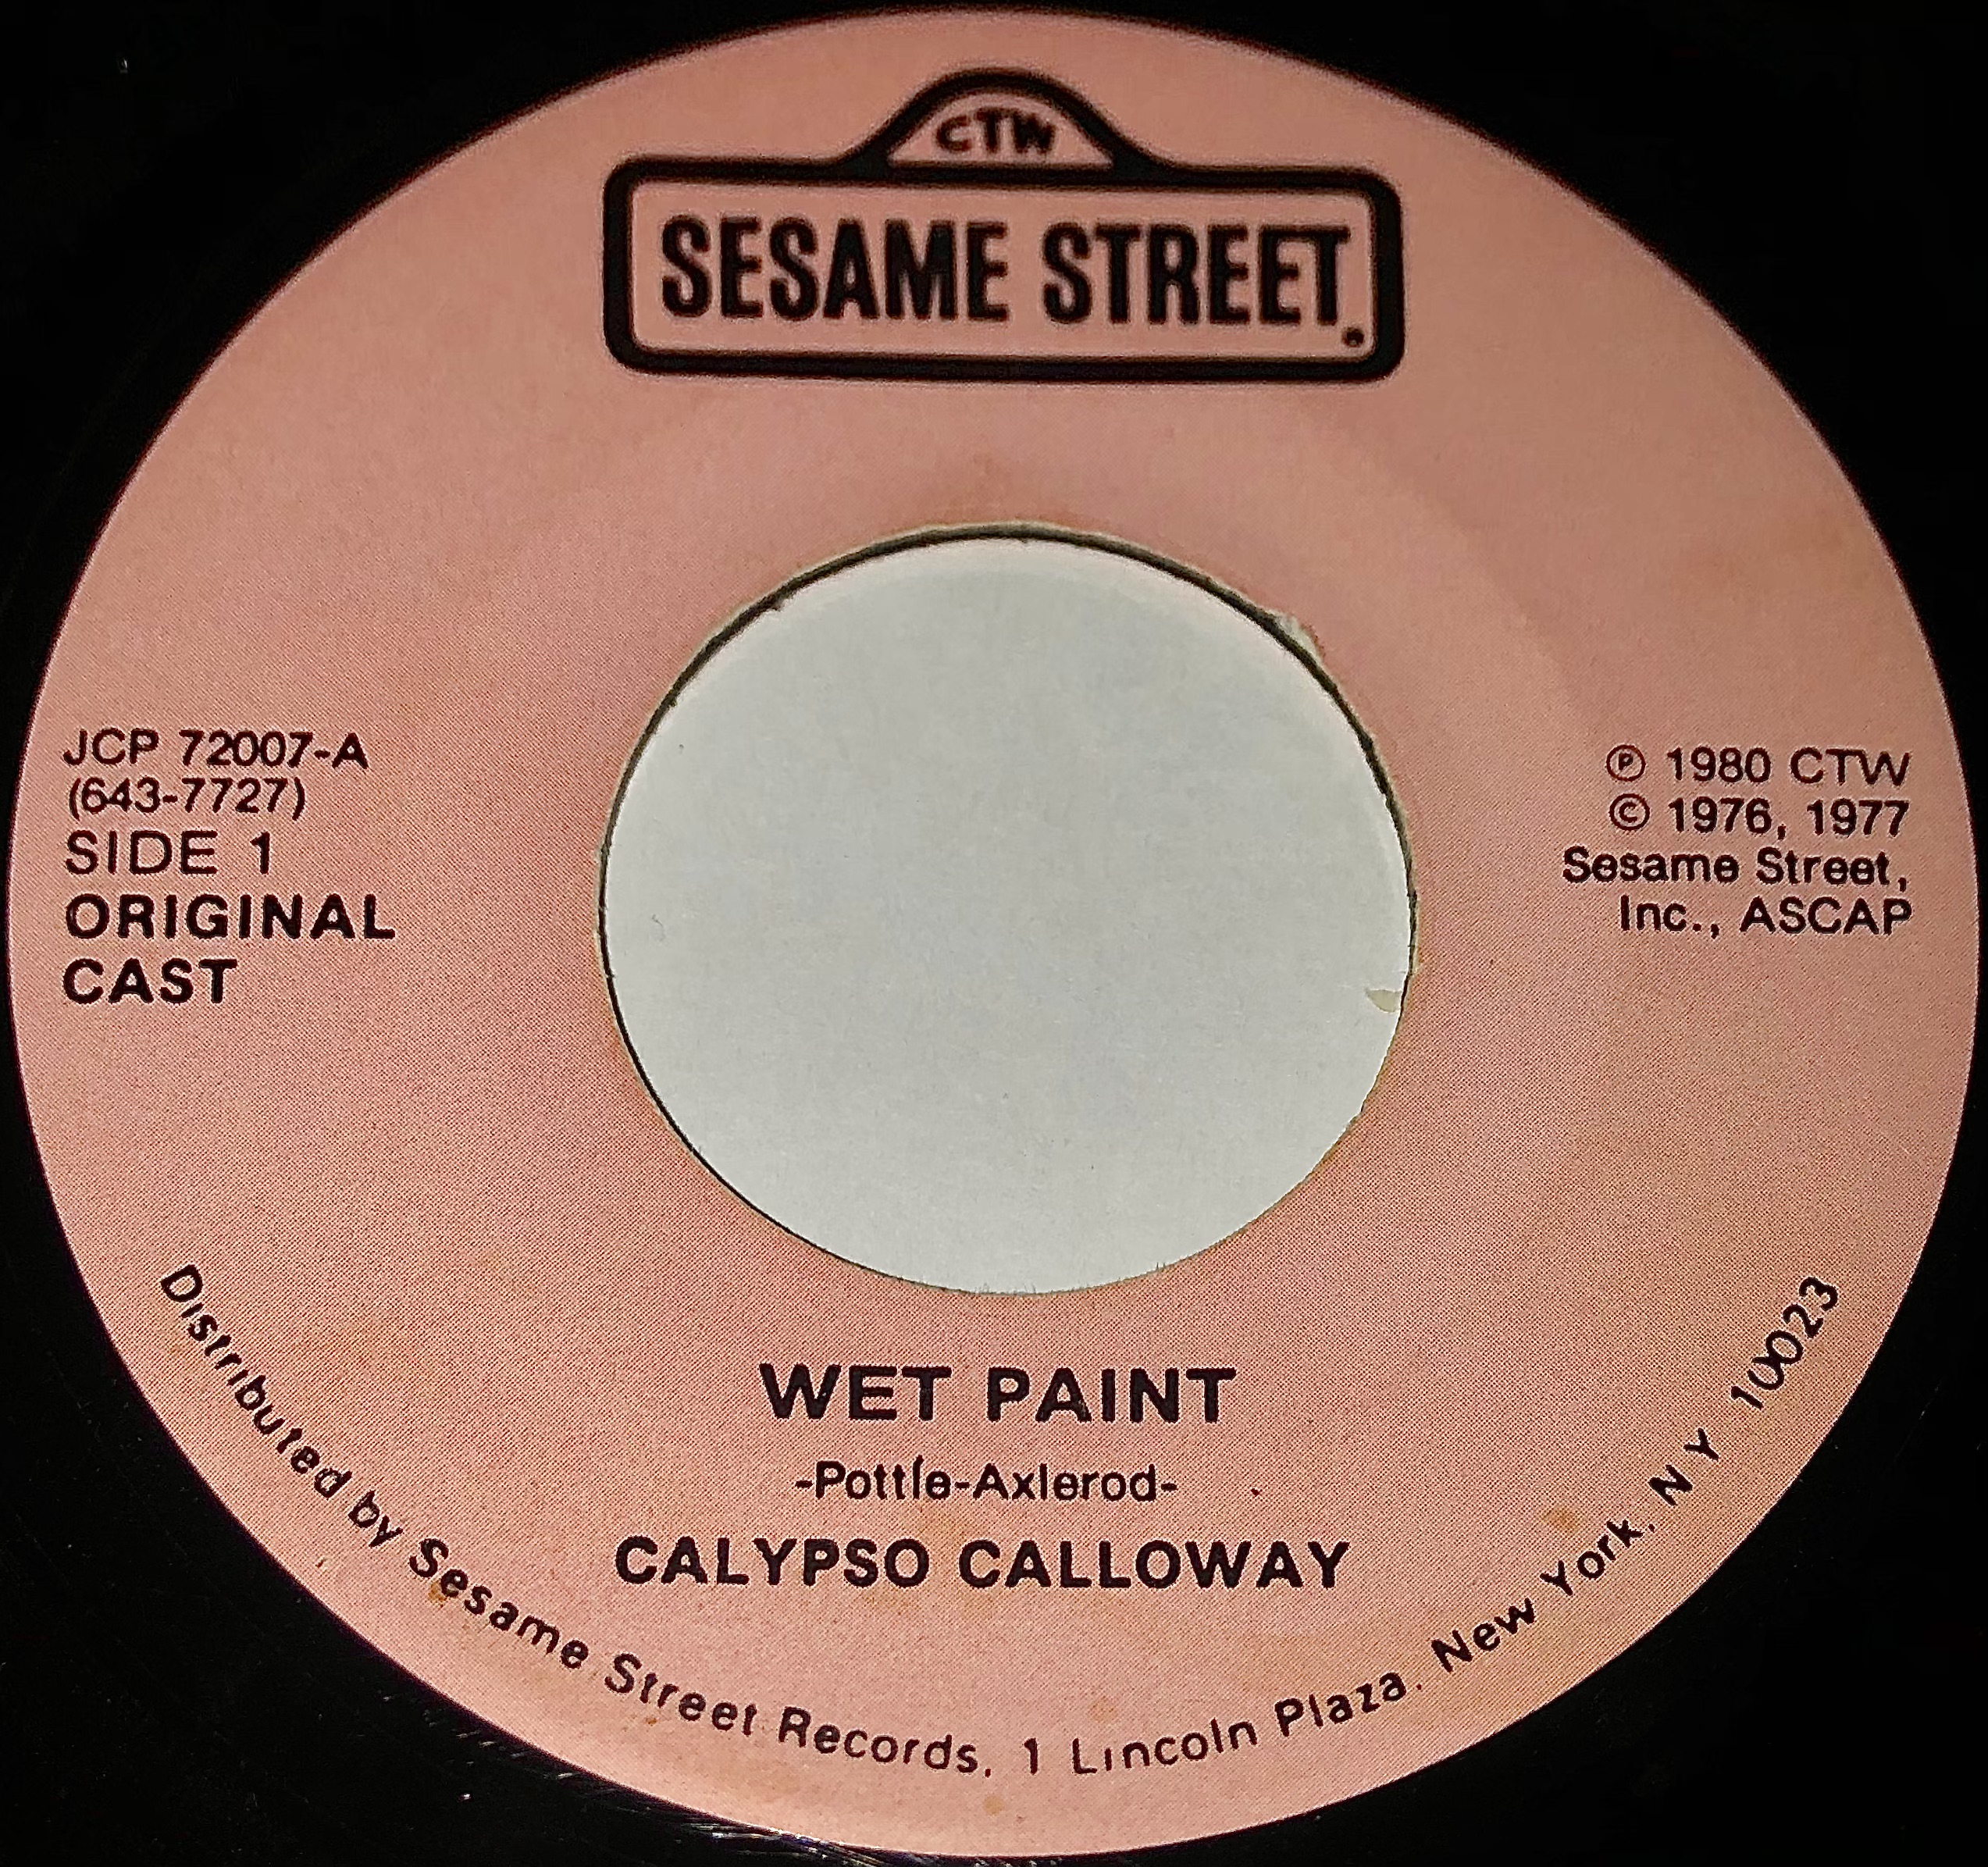 CTW
SESAME STREET.
JCP 72007-A
(643-7727)
SIDE 1
ORIGINAL
CAST
Ⓟ 1980 CTW
© 1976, 1977
Sesame Street,
Inc., ASCAP
WET PAINT
-Pottle-Axlerod-
CALYPSO CALLOWAY
Distributed by Sesame Street Records, 1 Lincoln Plaza, New York, N Y 10023